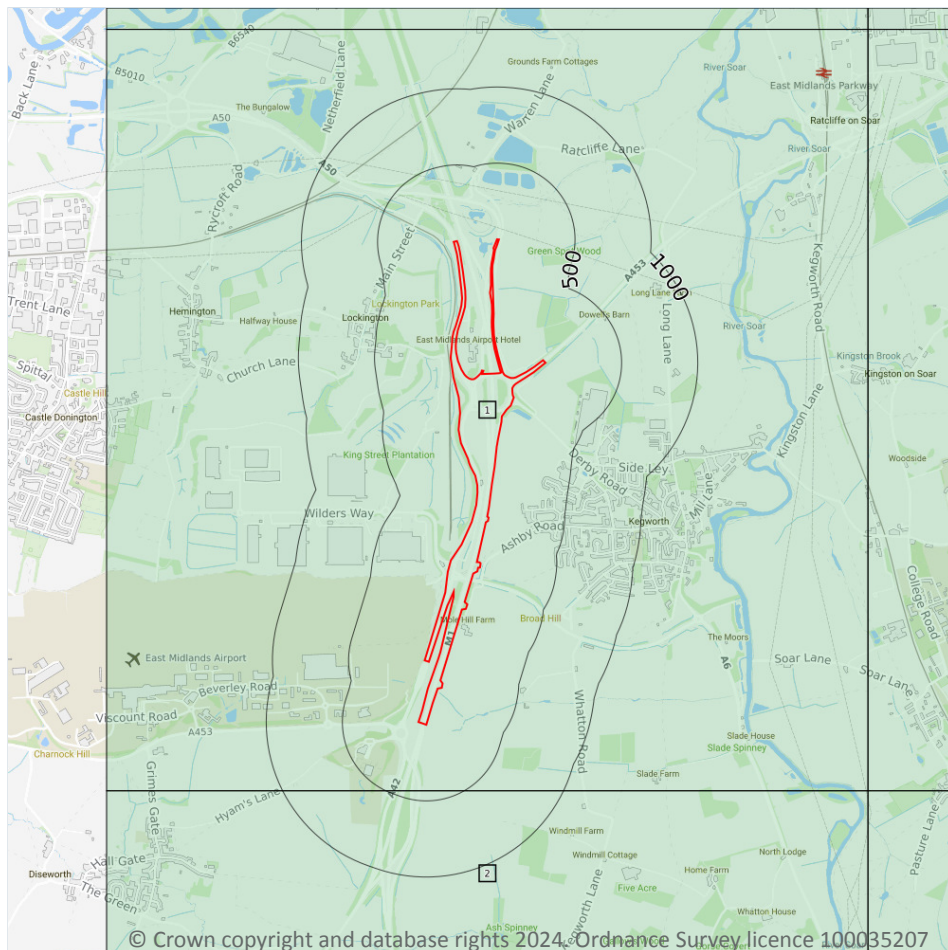 Grounds Farm Cottages
River Soar
East Midlands Parkway
B6540
Back Lane
B5010
Netherfield Lane
The Bungalow
A50
Warren Lane
Ratcliffe on Soar
Ratcliffe Lane
River Soar
A50
Rycroft Road
Main Street
Green Spot Wood
500
A453
1000
Kegworth Road
Long Lane
Trent Lane
Lockington Park
Hemington
Halfway House
Lockington
Dowells Barn
Long Lane
River Soar
East Midlands Airport Hotel
Kingston Brook
Church Lane
Spittal
Kingston on Soar
Castle Hill
Castle Donington
1
Kingston Lane
King Street Plantation
Derby Road
Side Ley
Woodside
Mill Lane
Wilders Way
Kegworth
Ashby Road
College Road
Mole Hill Farm
Broad Hill
M1
The Moors
East Midlands Airport
Soar Lane
A6
Soar Lane
Beverley Road
Viscount Road
Whatton Road
A453
Slade House
Slade Spinney
Charnock Hill
Slade Farm
Grimes Gate
A42
Hyam's Lane
Windmill Farm
Pasture Lane
Hall Gate
Windmill Cottage
North Lodge
Diseworth
2
Home Farm
The Green
Five Acre
Kegworth Lane
Whatton House
Ash Spinney
© Crown copyright and database rights 2024. Ordnance Survey licence 100035207